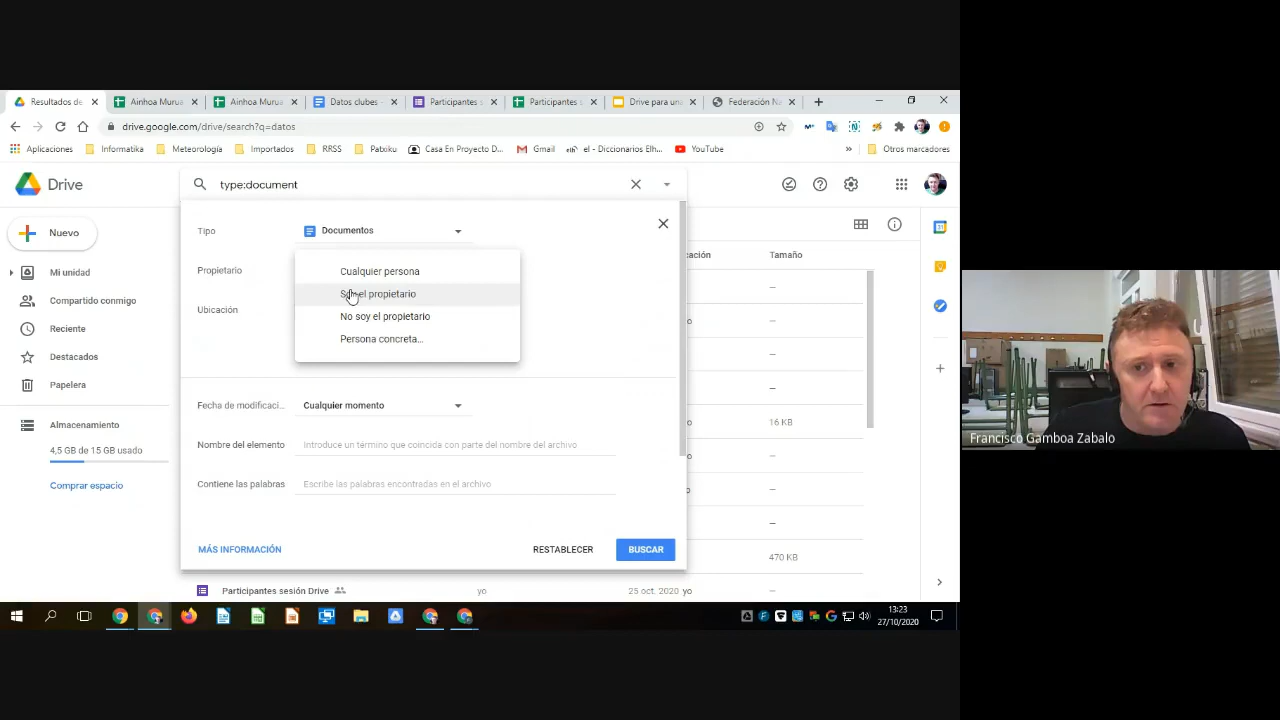 Resultados de
Ainhoa Murua
Ainhoa Murua
Datos clubes –
Participantes s
Participantes s
Drive para una
Federación Na
drive.google.com/drive/search?q=datos
Aplicaciones
Informatika
Meteorología
Importados
RRSS
Patxiku
Casa En Proyecto D...
Gmail
el - Diccionarios Elh...
YouTube
»
Otros marcadores
Drive
type:document
Nuevo
Mi unidad
Compartido conmigo
Reciente
Destacados
Papelera
Almacenamiento
4,5 GB de 15 GB usado
Comprar espacio
Tipo
Documentos
Propietario
Cualquier persona
Soy el propietario
No soy el propietario
Persona concreta...
Ubicación
Fecha de modificaci...
Cualquier momento
Nombre del elemento
Introduce un término que coincida con parte del nombre del archivo
Contiene las palabras
Escribe las palabras encontradas en el archivo
MÁS INFORMACIÓN
RESTABLECER
BUSCAR
cación
Tamaño
16 KB
470 KB
Participantes sesión Drive
yo
25 oct. 2020 yo
13:23
27/10/2020
Francisco Gamboa Zabalo